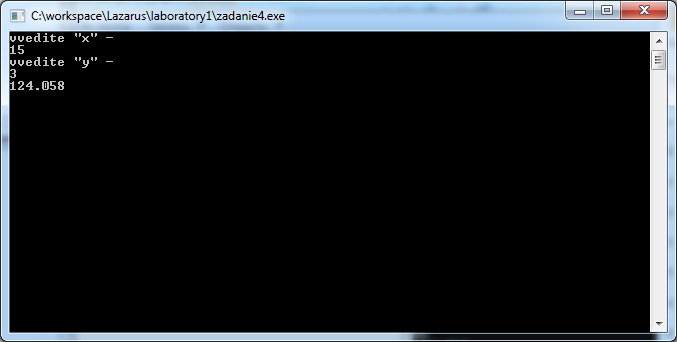 C:\workspace\Lazarus\laboratory1\zadanie4.exe
vvedite "x" -
15
vvedite "y" -
3
124.058